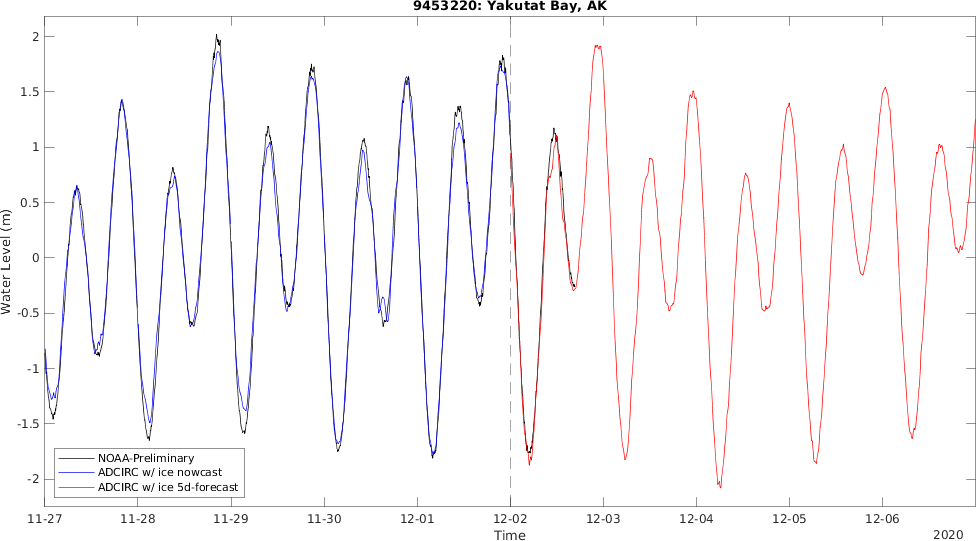 9453220: Yakutat Bay, AK
Water Level (m)
2
1.5
1
0.5
0
-0.5
-1
-1.5
-2
NOAA-Preliminary
ADCIRC w/ ice nowcast
ADCIRC w/ ice 5d-forecast
11-27 11-28 11-29 11-30 12-01 12-02 12-03 12-04 12-05 12-06
Time
2020